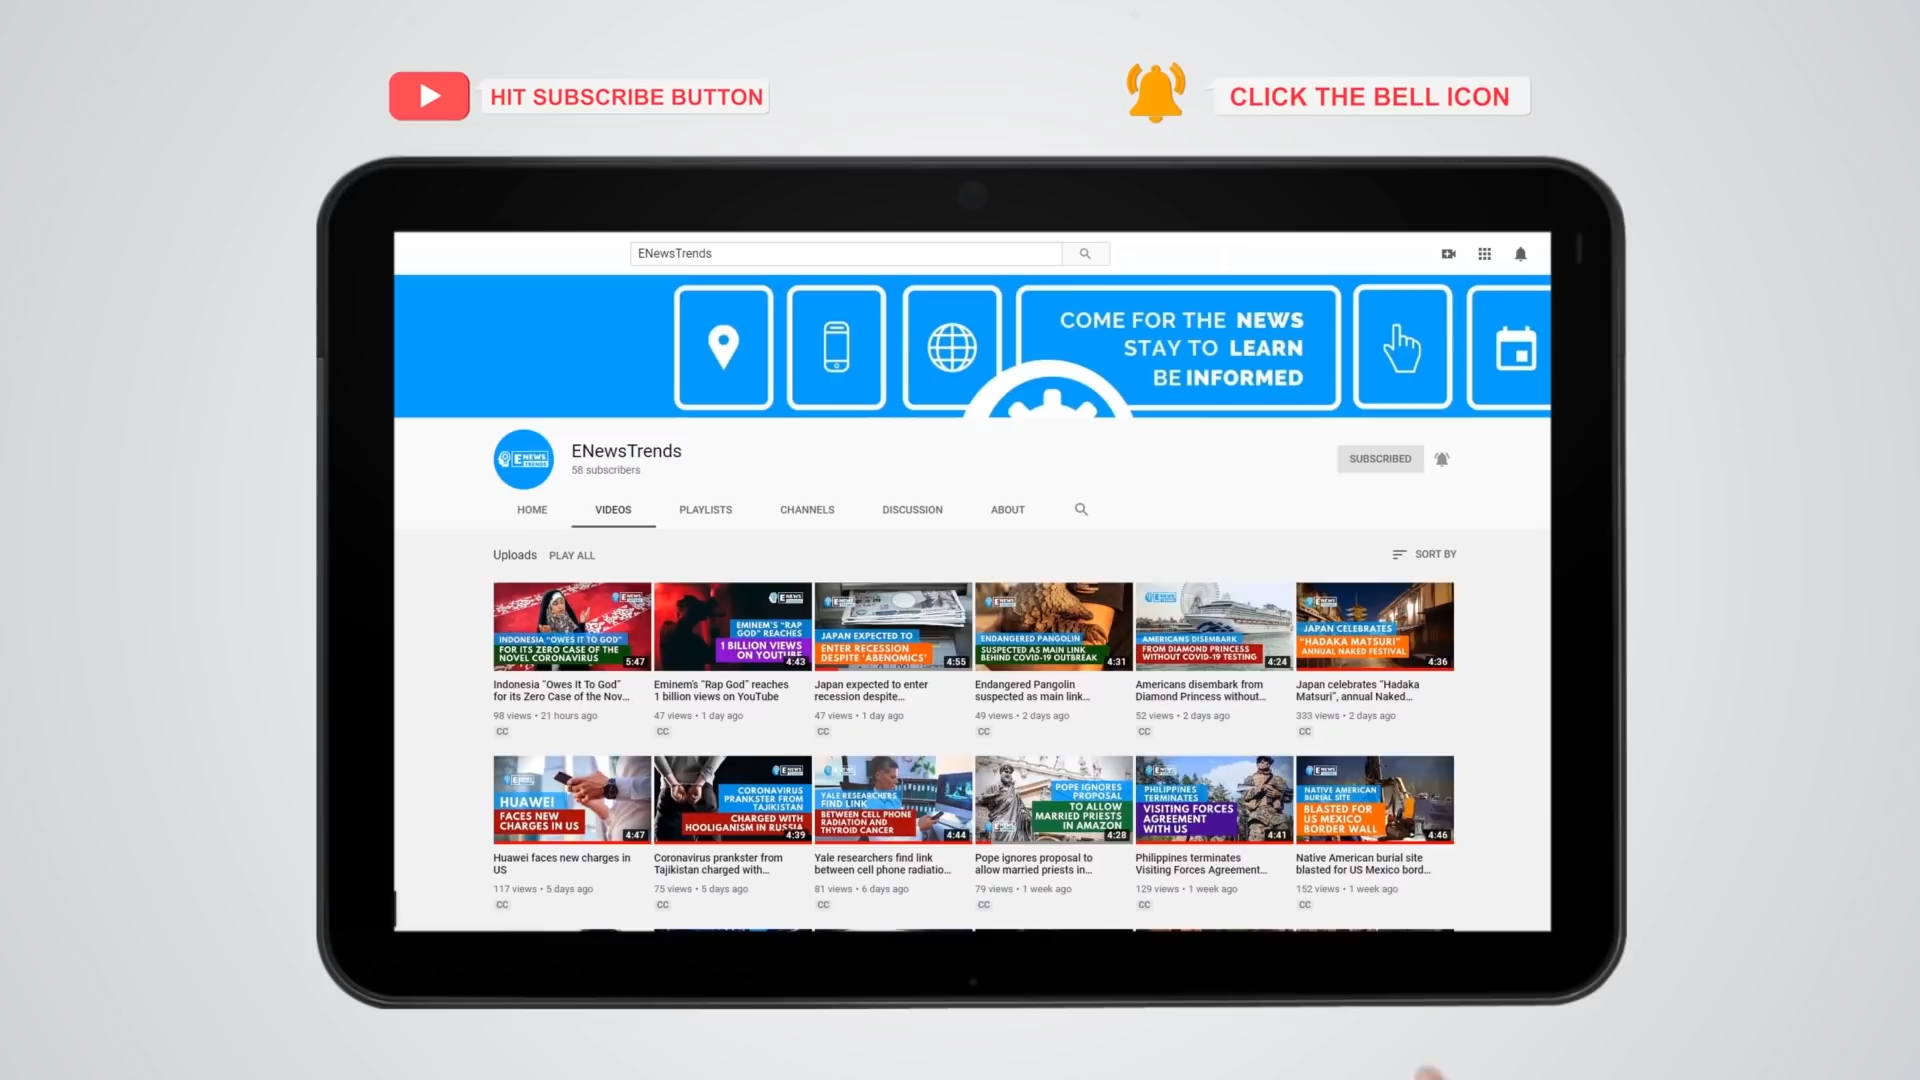 HIT SUBSCRIBE BUTTON
CLICK THE BELL ICON
ENewsTrends
COME FOR THE NEWS
STAY TO LEARN
BE INFORMED
E NEWS
TRENDS
ENewsTrends
58 subscribers
SUBSCRIBED
HOME VIDEOS PLAYLISTS CHANNELS DISCUSSION ABOUT
Uploads PLAY ALL
SORT BY
INDONESIA "OWES IT TO GOD"
FOR ITS ZERO CASE OF THE
NOVEL CORONAVIRUS
5:47
Indonesia "Owes It To God"
for its Zero Case of the Nov...
98 views • 21 hours ago
CC
EMINEM'S "RAP
GOD" REACHES
1 BILLION VIEWS
ON YOUTUBE
4:43
Eminem's "Rap God" reaches
1 billion views on YouTube
47 views • 1 day ago
CC
JAPAN EXPECTED TO
ENTER RECESSION
DESPITE 'ABENOMICS'
4:55
Japan expected to enter
recession despite...
47 views • 1 day ago
CC
ENDANGERED PANGOLIN
SUSPECTED AS MAIN LINK
BEHIND COVID-19 OUTBREAK
4:31
Endangered Pangolin
suspected as main link...
49 views • 2 days ago
CC
AMERICANS DISEMBARK
FROM DIAMOND PRINCESS
WITHOUT COVID-19 TESTING
4:24
Americans disembark from
Diamond Princess without...
52 views • 2 days ago
CC
JAPAN CELEBRATES
"HADAKA MATSURI"
ANNUAL NAKED FESTIVAL
4:36
Japan celebrates "Hadaka
Matsuri", annual Naked...
333 views • 2 days ago
CC
HUAWEI
FACES NEW
CHARGES IN US
4:47
Huawei faces new charges in
US
117 views • 5 days ago
CC
CORONAVIRUS
PRANKSTER FROM
TAJIKISTAN
CHARGED WITH
HOOLIGANISM IN RUSSIA
4:39
Coronavirus prankster from
Tajikistan charged with...
75 views • 5 days ago
CC
YALE RESEARCHERS
FIND LINK
BETWEEN CELL PHONE
RADIATION AND
THYROID CANCER
4:44
Yale researchers find link
between cell phone radiatio...
81 views • 6 days ago
CC
POPE IGNORES
PROPOSAL
TO ALLOW
MARRIED PRIESTS
IN AMAZON
4:28
Pope ignores proposal to
allow married priests in...
79 views • 1 week ago
CC
PHILIPPINES
TERMINATES
VISITING FORCES
AGREEMENT
WITH US
4:41
Philippines terminates
Visiting Forces Agreement...
129 views • 1 week ago
CC
NATIVE AMERICAN
BURIAL SITE
BLASTED FOR
US MEXICO
BORDER WALL
4:46
Native American burial site
blasted for US Mexico bord...
152 views • 1 week ago
CC